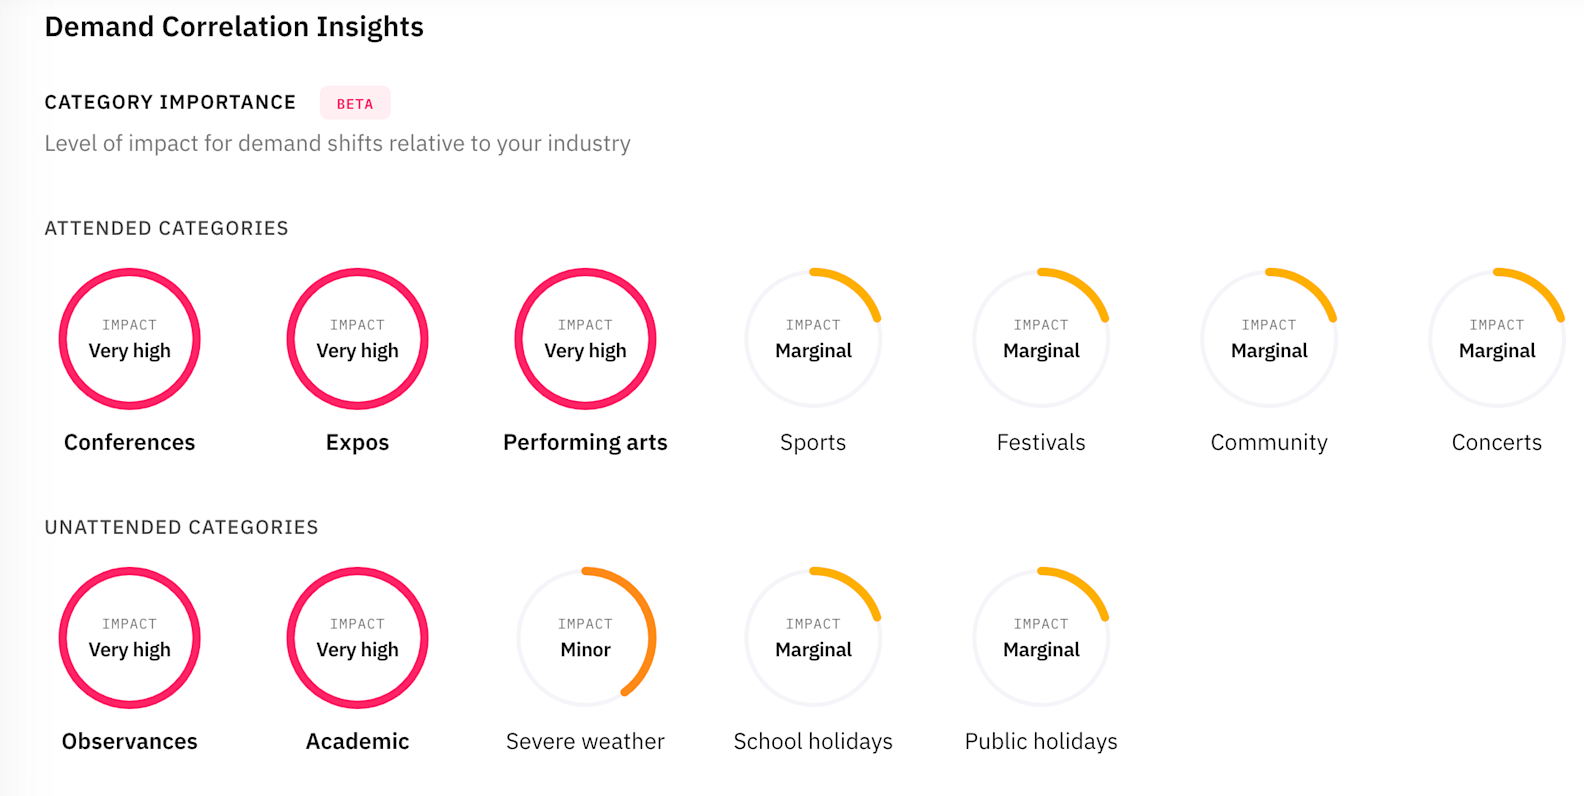 Demand Correlation Insights
CATEGORY IMPORTANCE BETA
Level of impact for demand shifts relative to your industry
ATTENDED CATEGORIES
IMPACT IMPACT IMPACT IMPACT IMPACT IMPACT IMPACT
Very high Very high Very high Marginal Marginal Marginal Marginal
Conferences Expos Performing arts Sports Festivals Community Concerts
UNATTENDED CATEGORIES
IMPACT IMPACT IMPACT IMPACT IMPACT
Very high Very high Minor Marginal Marginal
Observances Academic Severe weather School holidays Public holidays